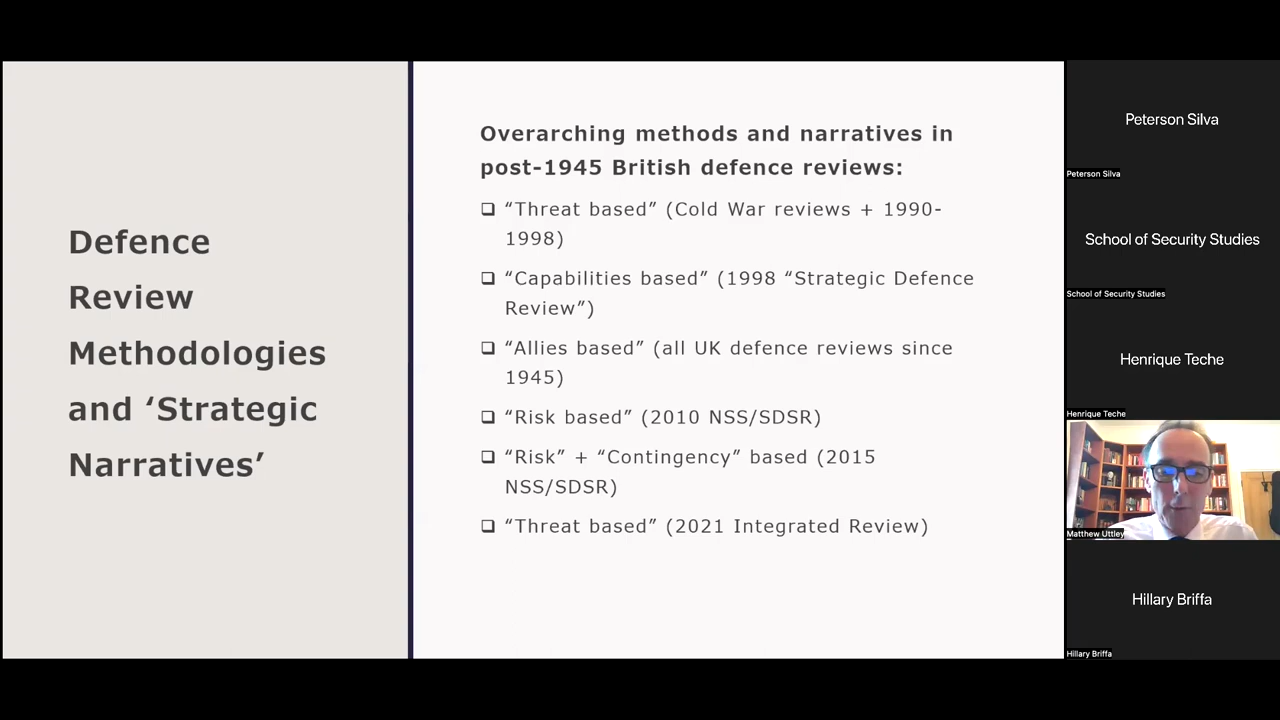 Defence
Review
Methodologies
and ‘Strategic
Narratives’
Overarching methods and narratives in
post-1945 British defence reviews:
❑ “Threat based” (Cold War reviews + 1990-
1998)
❑ “Capabilities based” (1998 “Strategic Defence
Review”)
❑ “Allies based” (all UK defence reviews since
1945)
❑ “Risk based” (2010 NSS/SDSR)
❑ “Risk” + “Contingency” based (2015
NSS/SDSR)
❑ “Threat based” (2021 Integrated Review)
Peterson Silva
Peterson Silva
School of Security Studies
School of Security Studies
Henrique Teche
Henrique Teche
Matthew Uttley
Hillary Briffa
Hillary Briffa